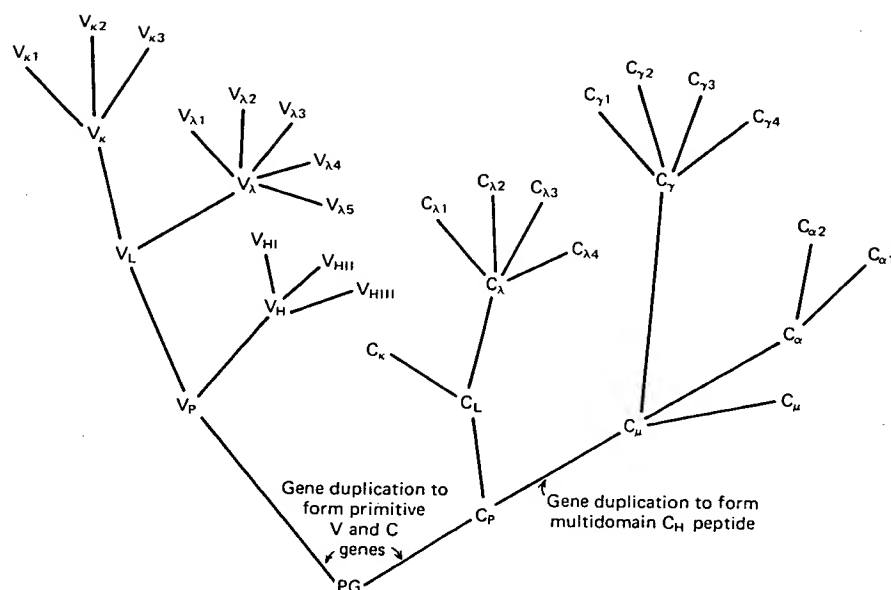 Vκ1
Vκ2
Vκ3
Vκ
Vλ1
Vλ2
Vλ3
Vλ4
Vλ5
Vλ
VL
VHI
VHII
VHIII
VH
VP
Cκ
Cλ1
Cλ2
Cλ3
Cλ4
Cλ
CL
Cγ1
Cγ2
Cγ3
Cγ4
Cγ
Cα2
Cα1
Cα
Cμ
Cμ
CP
Gene duplication to
form primitive
V and C
genes
Gene duplication to form
multidomain CH peptide
PG